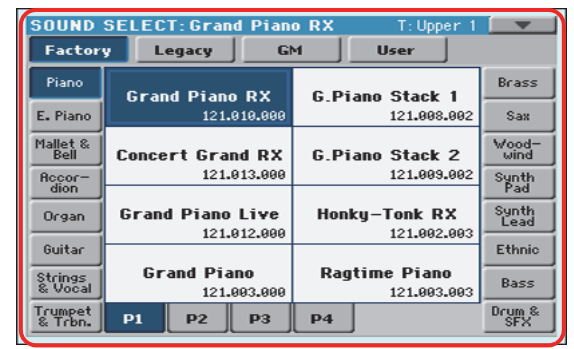 SOUND SELECT: Grand Piano RX T: Upper 1
Factory Legacy GM User
Piano
E. Piano
Mallet &
Bell
Accor-
dion
Organ
Guitar
Strings
& Vocal
Trumpet
& Trbn.
Grand Piano RX
121.010.000
G.Piano Stack 1
121.008.002
Concert Grand RX
121.013.000
G.Piano Stack 2
121.009.002
Grand Piano Live
121.012.000
Honky-Tonk RX
121.002.003
Grand Piano
121.003.000
Ragtime Piano
121.003.003
P1 P2 P3 P4
Brass
Sax
Wood-
wind
Synth
Pad
Synth
Lead
Ethnic
Bass
Drum &
SFX